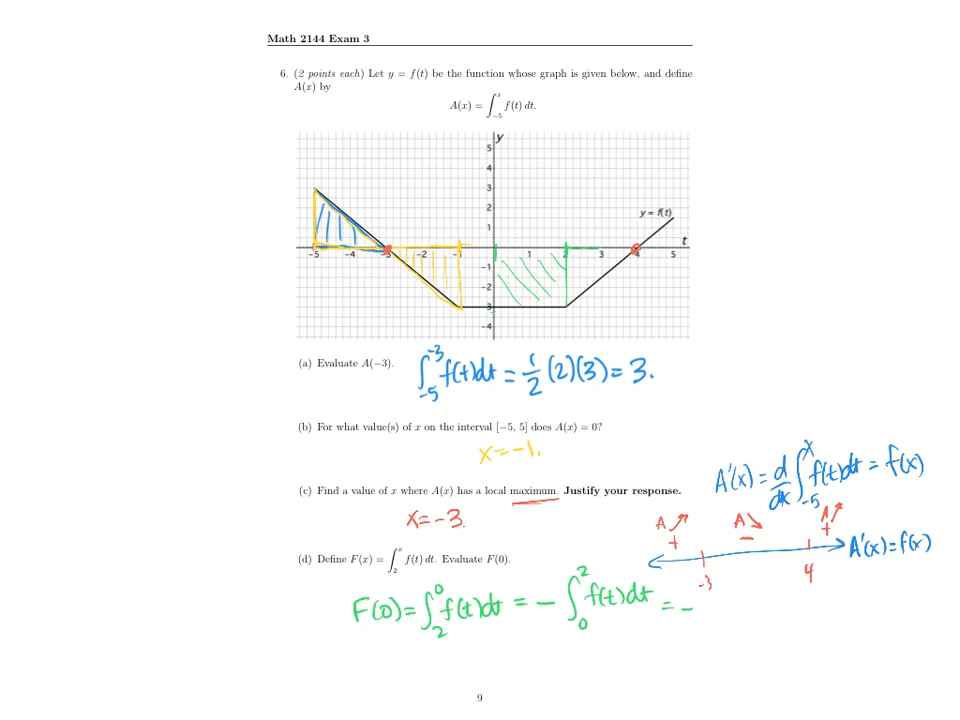 Math 2144 Exam 3
6. (2 points each) Let y = f(t) be the function whose graph is given below, and define
A(x) by
A(x) = ∫_{-5}^{x} f(t) dt.
y
5
4
3
2
1
y = f(t)
t
-5 -4 -3 -2 -1 1 2 3 4 5
-1
-2
-3
-4
(a) Evaluate A(−3). ∫_{-5}^{-3} f(t)dt = 1/2 (2)(3) = 3.
(b) For what value(s) of x on the interval [−5, 5] does A(x) = 0?
x = -1.
A'(x) = d/dx ∫_{-5}^{x} f(t)dt = f(x)
(c) Find a value of x where A(x) has a local maximum. Justify your response.
x = -3.
A ↗ A ↘ A ↗
+ − +
A'(x) = f(x)
-3 4
(d) Define F(x) = ∫_{2}^{x} f(t) dt. Evaluate F(0).
F(0) = ∫_{2}^{0} f(t)dt = − ∫_{0}^{2} f(t)dt = −
9